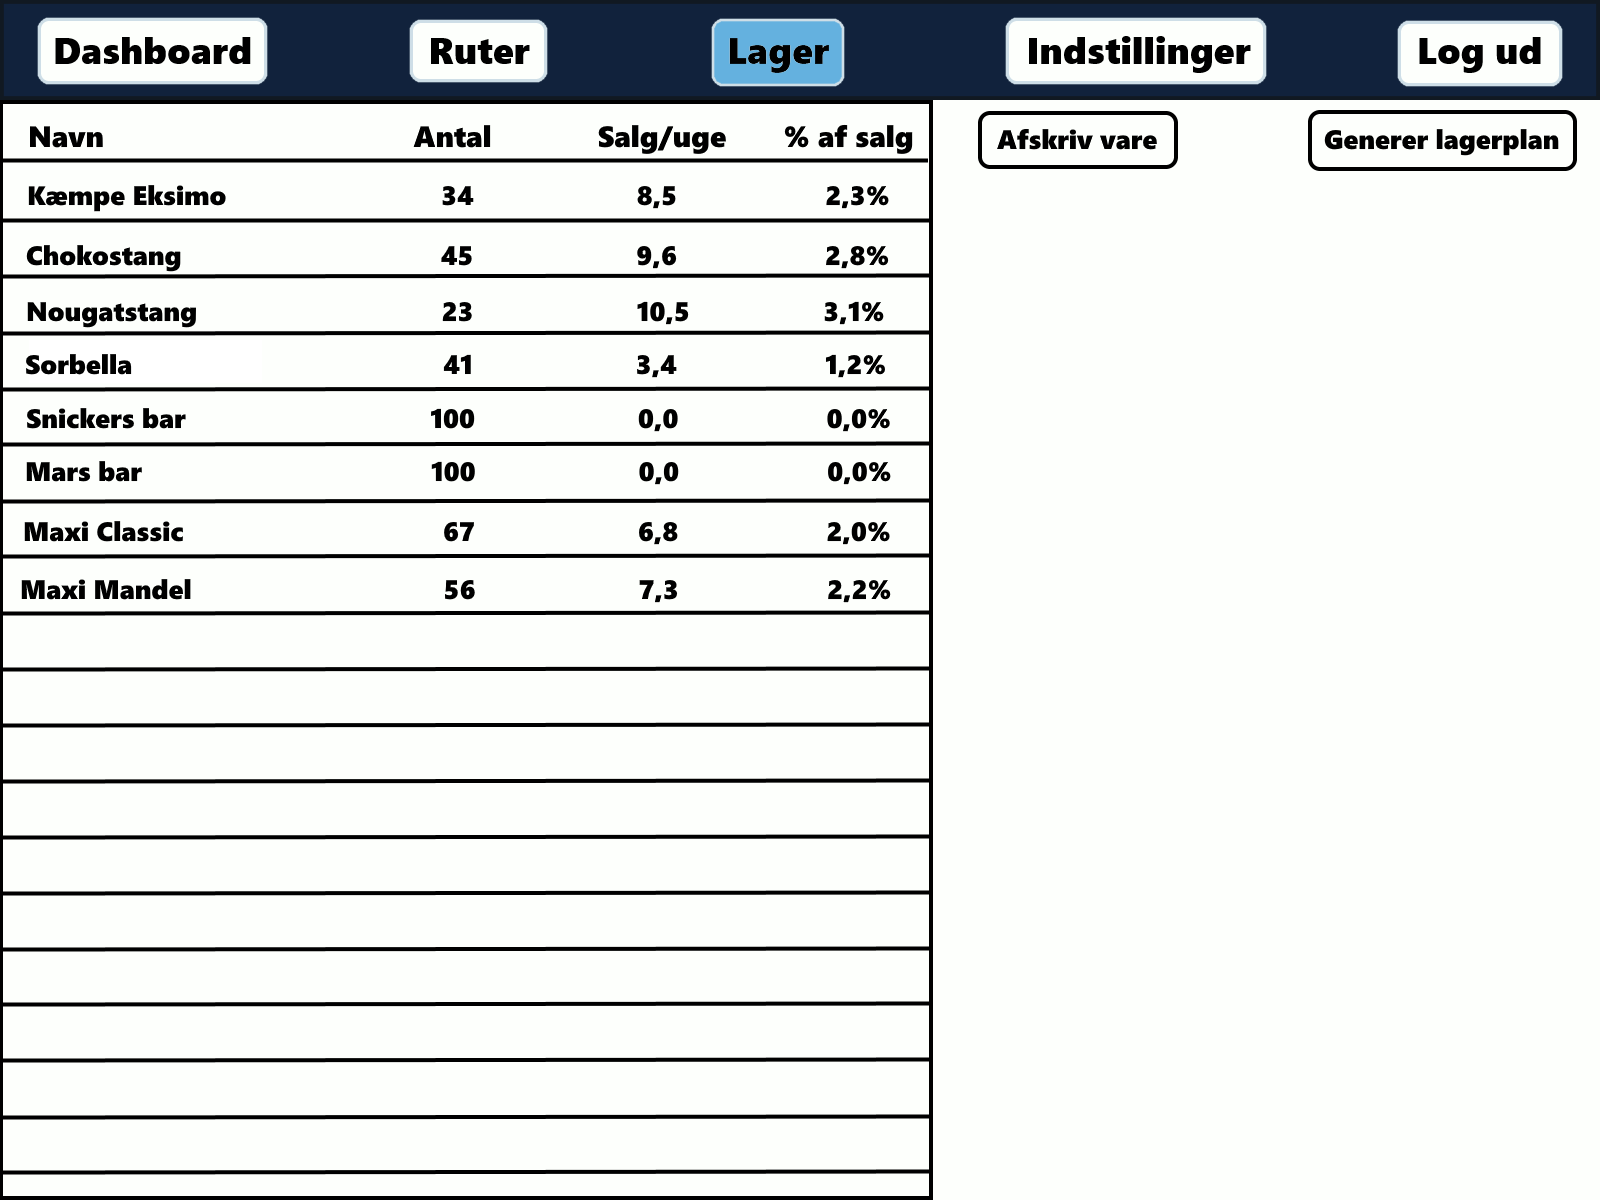 Dashboard Ruter Lager Indstillinger Log ud
Navn Antal Salg/uge % af salg Afskriv vare Generer lagerplan
Kæmpe Eksimo 34 8,5 2,3%
Chokostang 45 9,6 2,8%
Nougatstang 23 10,5 3,1%
Sorbella 41 3,4 1,2%
Snickers bar 100 0,0 0,0%
Mars bar 100 0,0 0,0%
Maxi Classic 67 6,8 2,0%
Maxi Mandel 56 7,3 2,2%